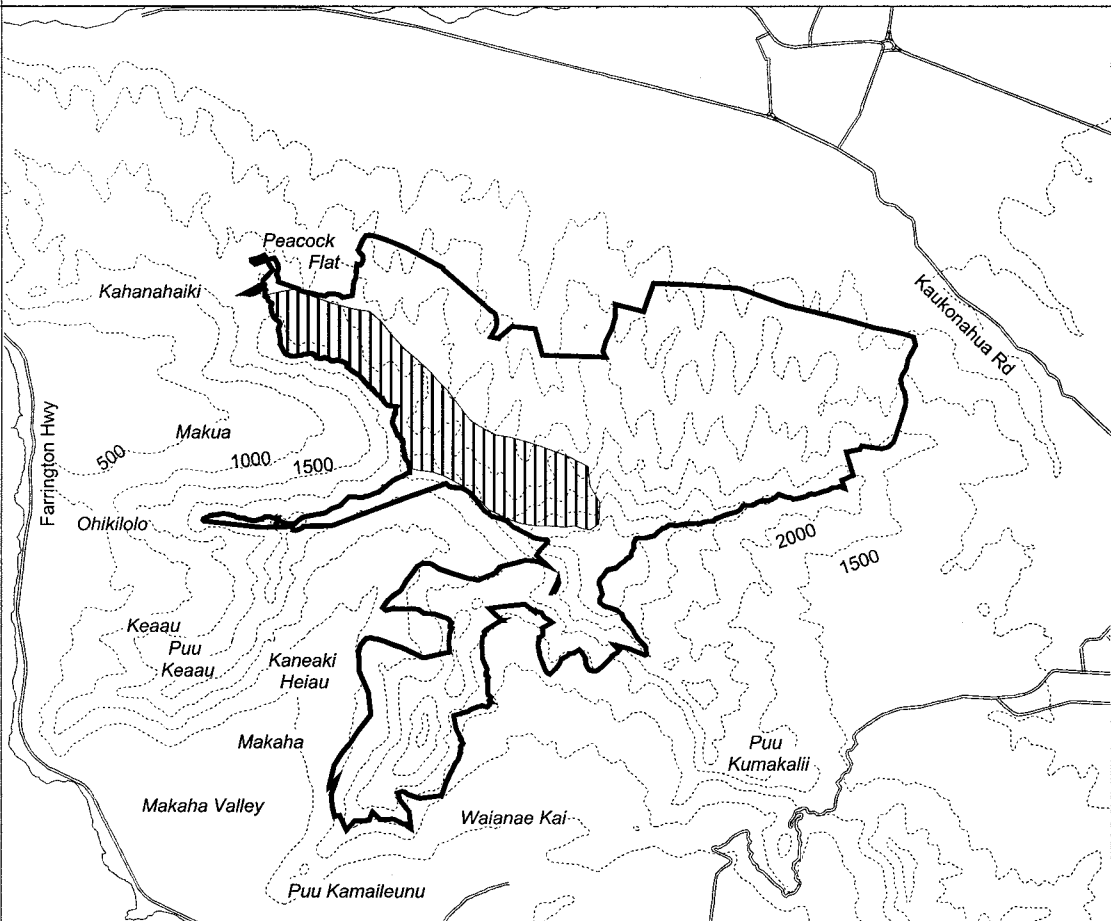 Peacock
Flat
Kahanahaiki
Kaukonahua Rd
Farrington Hwy
Makua
500
1000
1500
Ohikilolo
2000
1500
Keaau
Puu
Keaau
Kaneaki
Heiau
Makaha
Puu
Kumakalii
Makaha Valley
Waianae Kai
Puu Kamaileunu